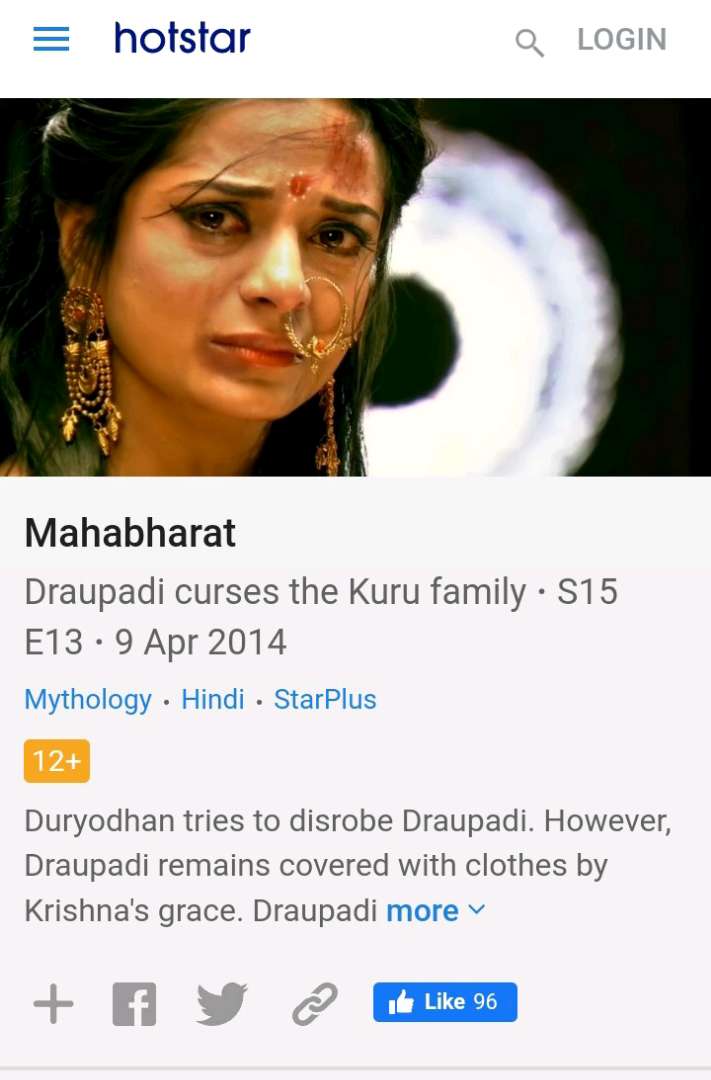 hotstar LOGIN
Mahabharat
Draupadi curses the Kuru family • S15
E13 • 9 Apr 2014
Mythology • Hindi • StarPlus
12+
Duryodhan tries to disrobe Draupadi. However,
Draupadi remains covered with clothes by
Krishna's grace. Draupadi more
Like 96